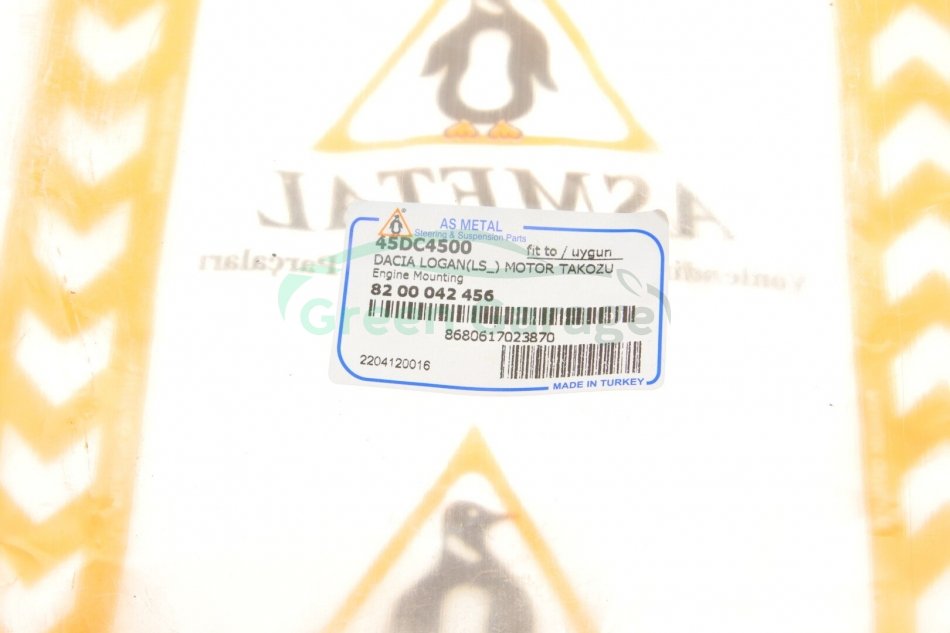 ASMETAL
Parçaları
AS METAL
Steering & Suspension Parts
45DC4500 fit to / uygun
DACIA LOGAN(LS_) MOTOR TAKOZU
Engine Mounting
82 00 042 456
GreenGarage
8680617023870
2204120016
MADE IN TURKEY